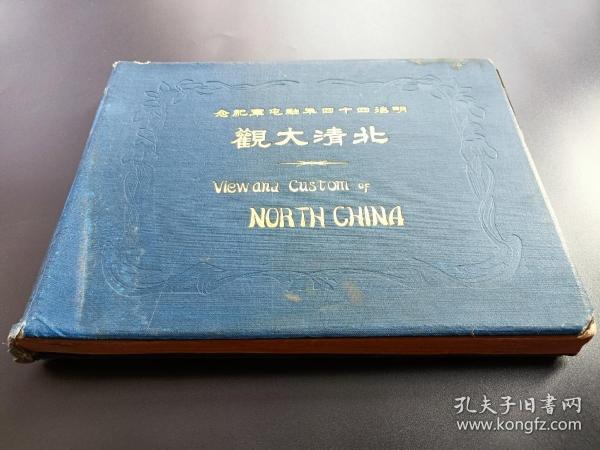 明治四十四年駐屯軍紀念
北清大觀
View and Custom of
NORTH CHINA
孔夫子旧书网
www.kongfz.com